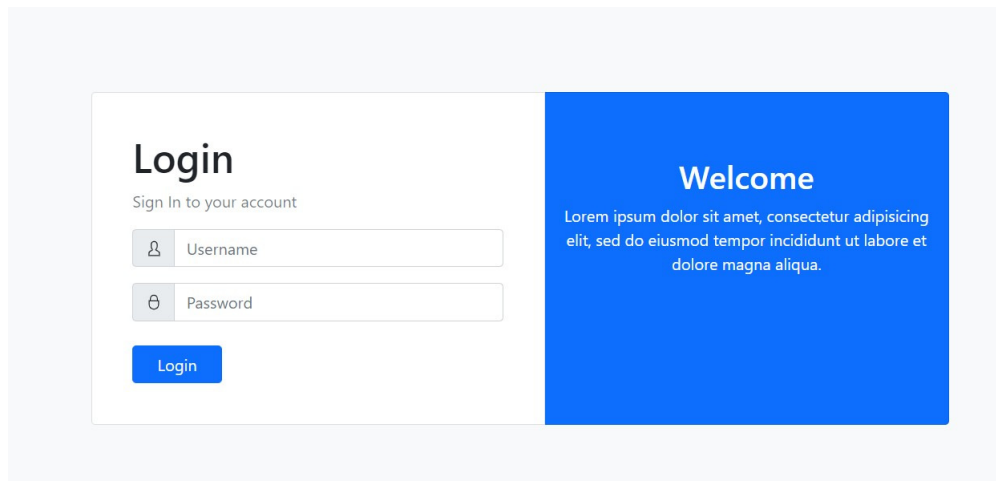 Login
Sign In to your account
Username
Password
Login
Welcome
Lorem ipsum dolor sit amet, consectetur adipisicing
elit, sed do eiusmod tempor incididunt ut labore et
dolore magna aliqua.